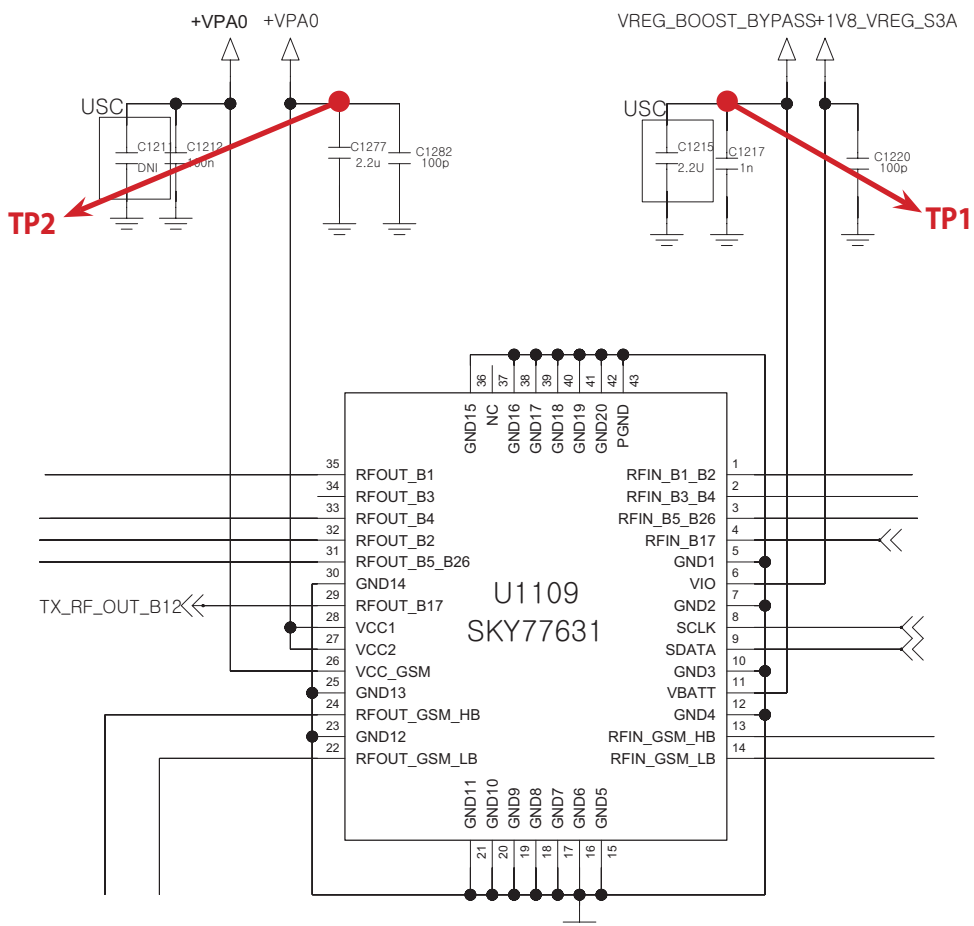 +VPA0 +VPA0
VREG_BOOST_BYPASS +1V8_VREG_S3A
USC
C1211
DNI
C1212
100n
C1277
2.2u
C1282
100p
USC
C1215
2.2U
C1217
1n
C1220
100p
TP2
TP1
36 37 38 39 40 41 42 43
GND15 NC GND16 GND17 GND18 GND19 GND20 PGND
35 RFOUT_B1
34 RFOUT_B3
33 RFOUT_B4
32 RFOUT_B2
31 RFOUT_B5_B26
30 GND14
29 RFOUT_B17
TX_RF_OUT_B12
28 VCC1
27 VCC2
26 VCC_GSM
25 GND13
24 RFOUT_GSM_HB
23 GND12
22 RFOUT_GSM_LB
U1109
SKY77631
1 RFIN_B1_B2
2 RFIN_B3_B4
3 RFIN_B5_B26
4 RFIN_B17
5 GND1
6 VIO
7 GND2
8 SCLK
9 SDATA
10 GND3
11 VBATT
12 GND4
13 RFIN_GSM_HB
14 RFIN_GSM_LB
GND11 GND10 GND9 GND8 GND7 GND6 GND5
21 20 19 18 17 16 15